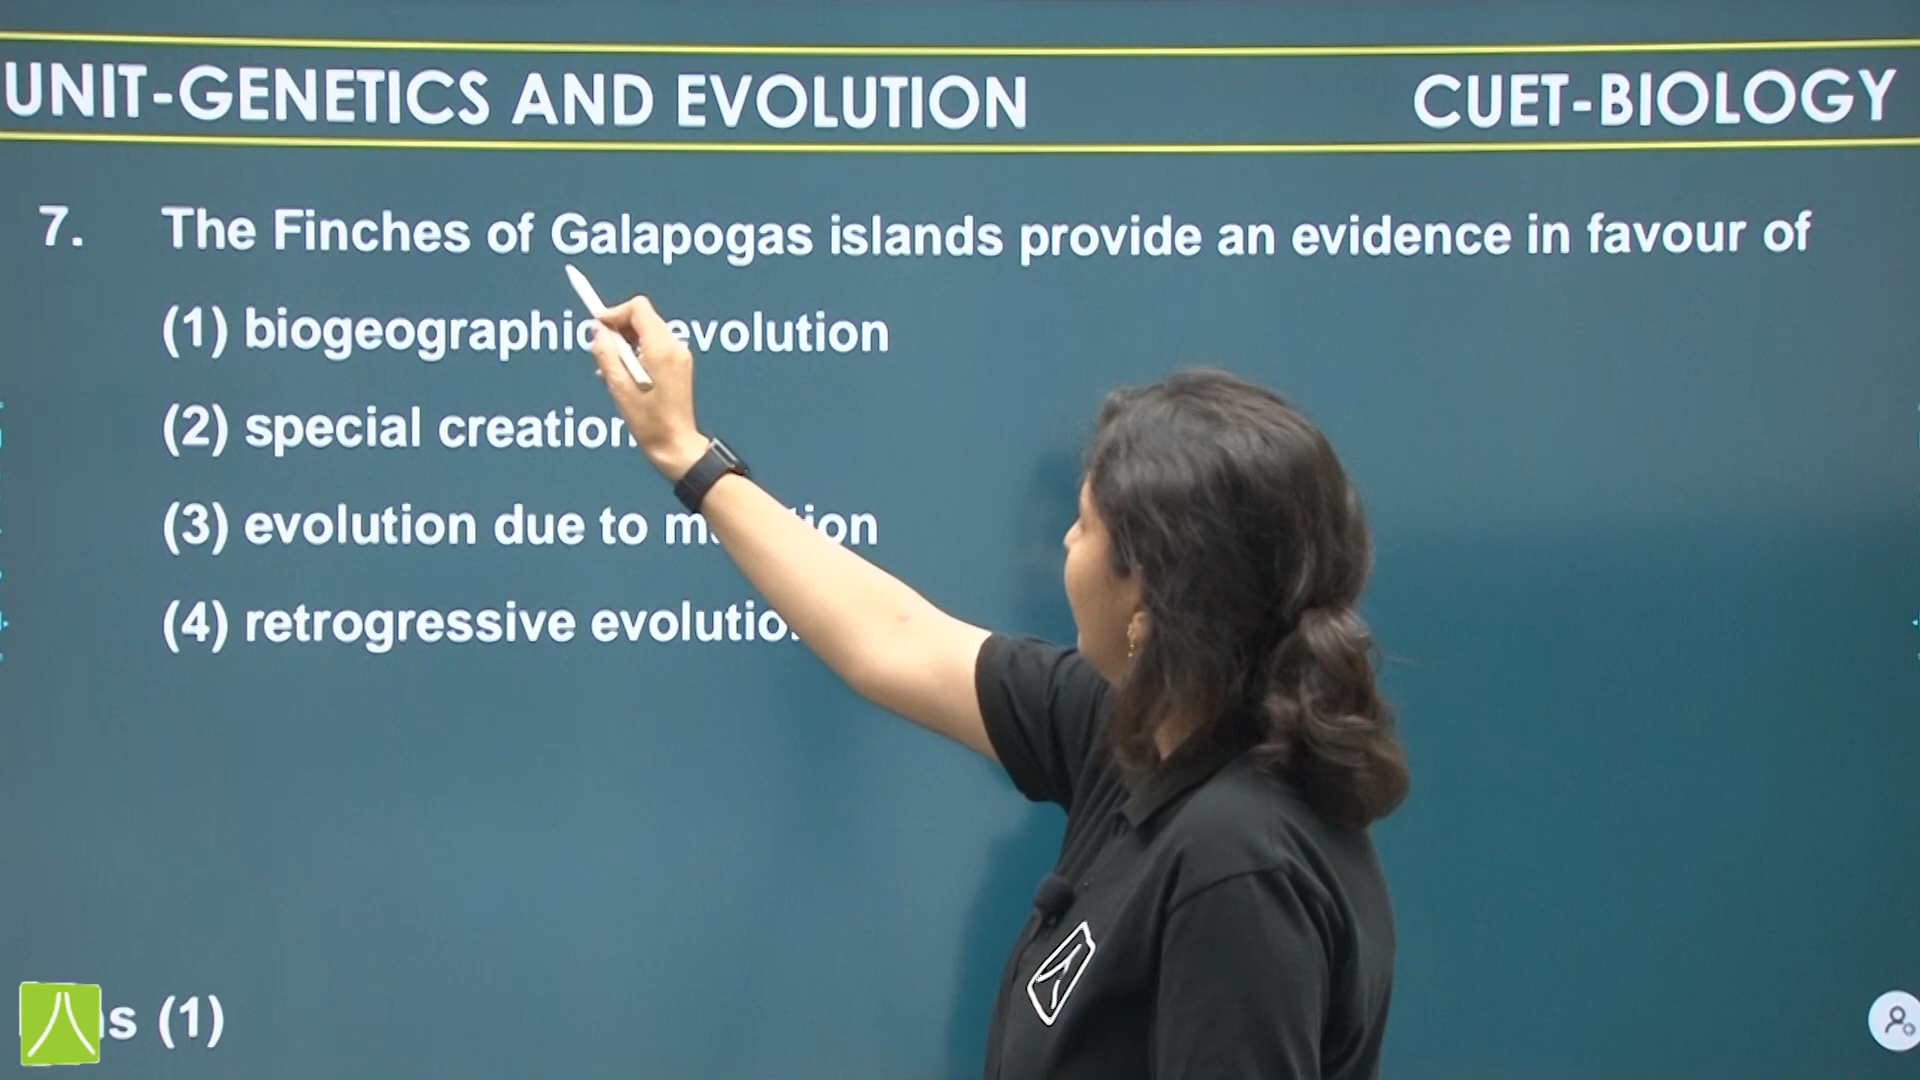 UNIT-GENETICS AND EVOLUTION
CUET-BIOLOGY
7. The Finches of Galapogas islands provide an evidence in favour of
(1) evolution
(2) special creation
(3) evolution due to
(4) retrogressive
(1)